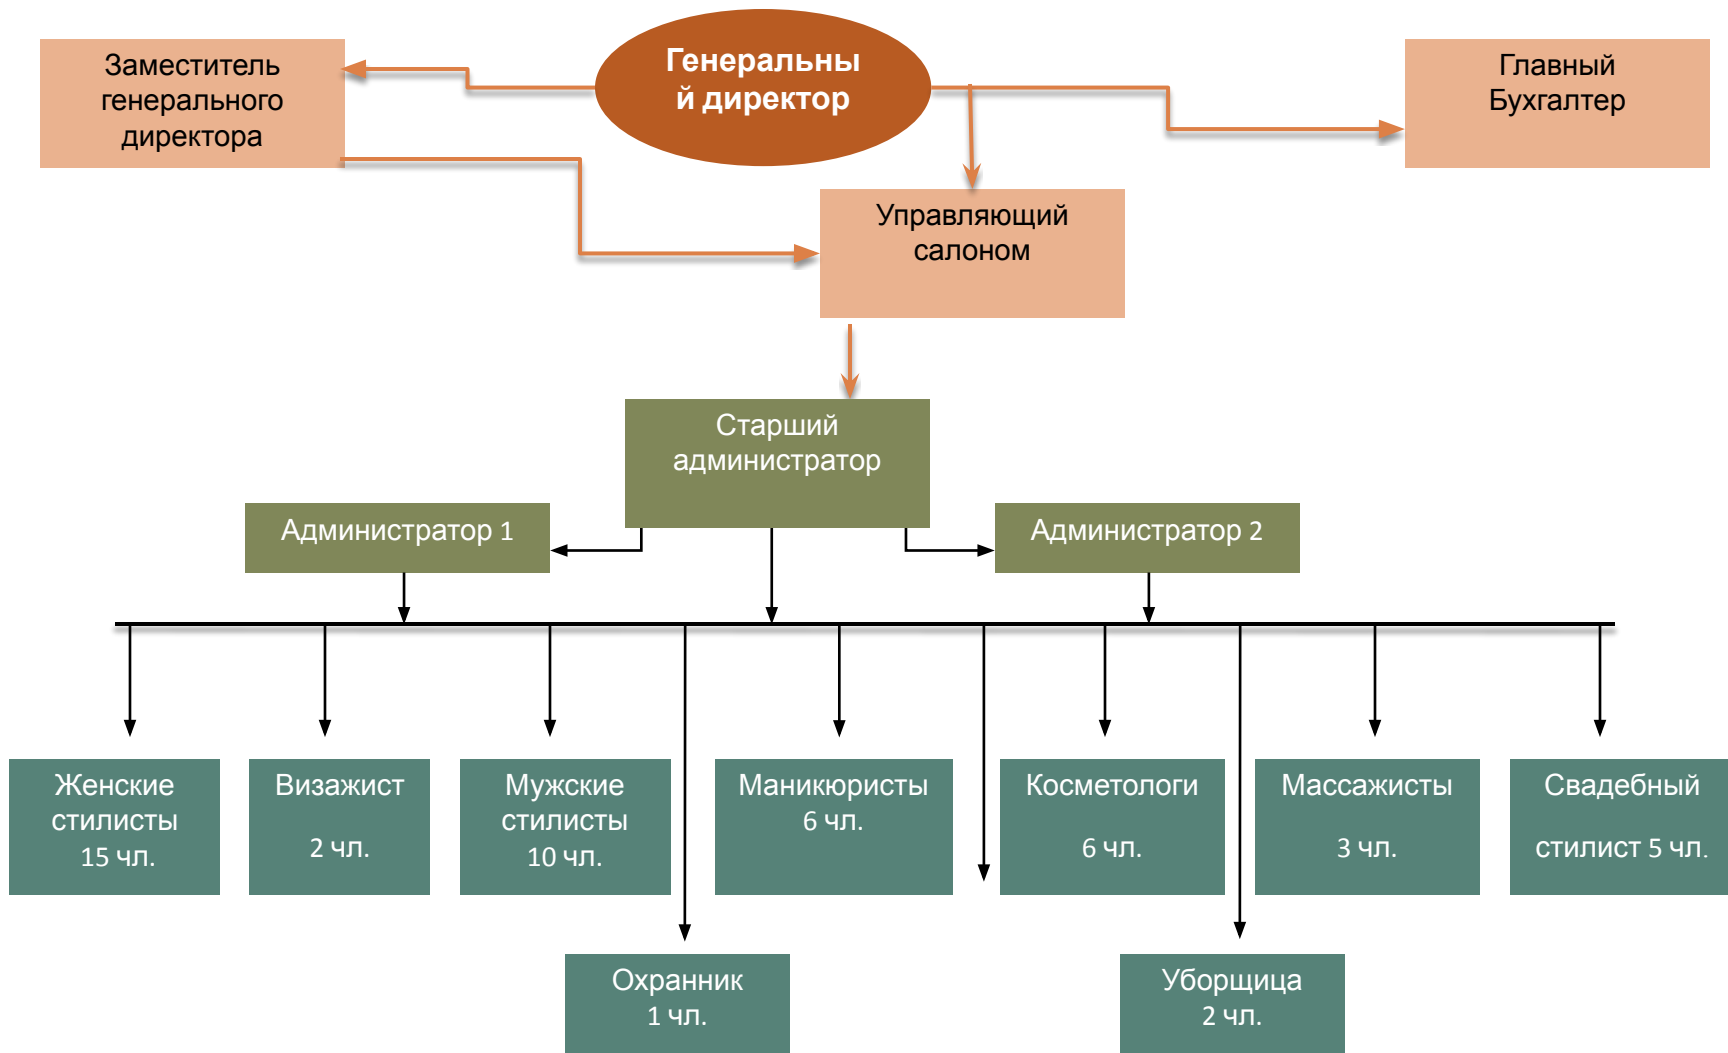 Заместитель
генерального
директора
Генеральны
й директор
Главный
Бухгалтер
Управляющий
салоном
Старший
администратор
Администратор 1
Администратор 2
Женские
стилисты
15 чл.
Визажист
2 чл.
Мужские
стилисты
10 чл.
Маникюристы
6 чл.
Косметологи
6 чл.
Массажисты
3 чл.
Свадебный
стилист 5 чл.
Охранник
1 чл.
Уборщица
2 чл.